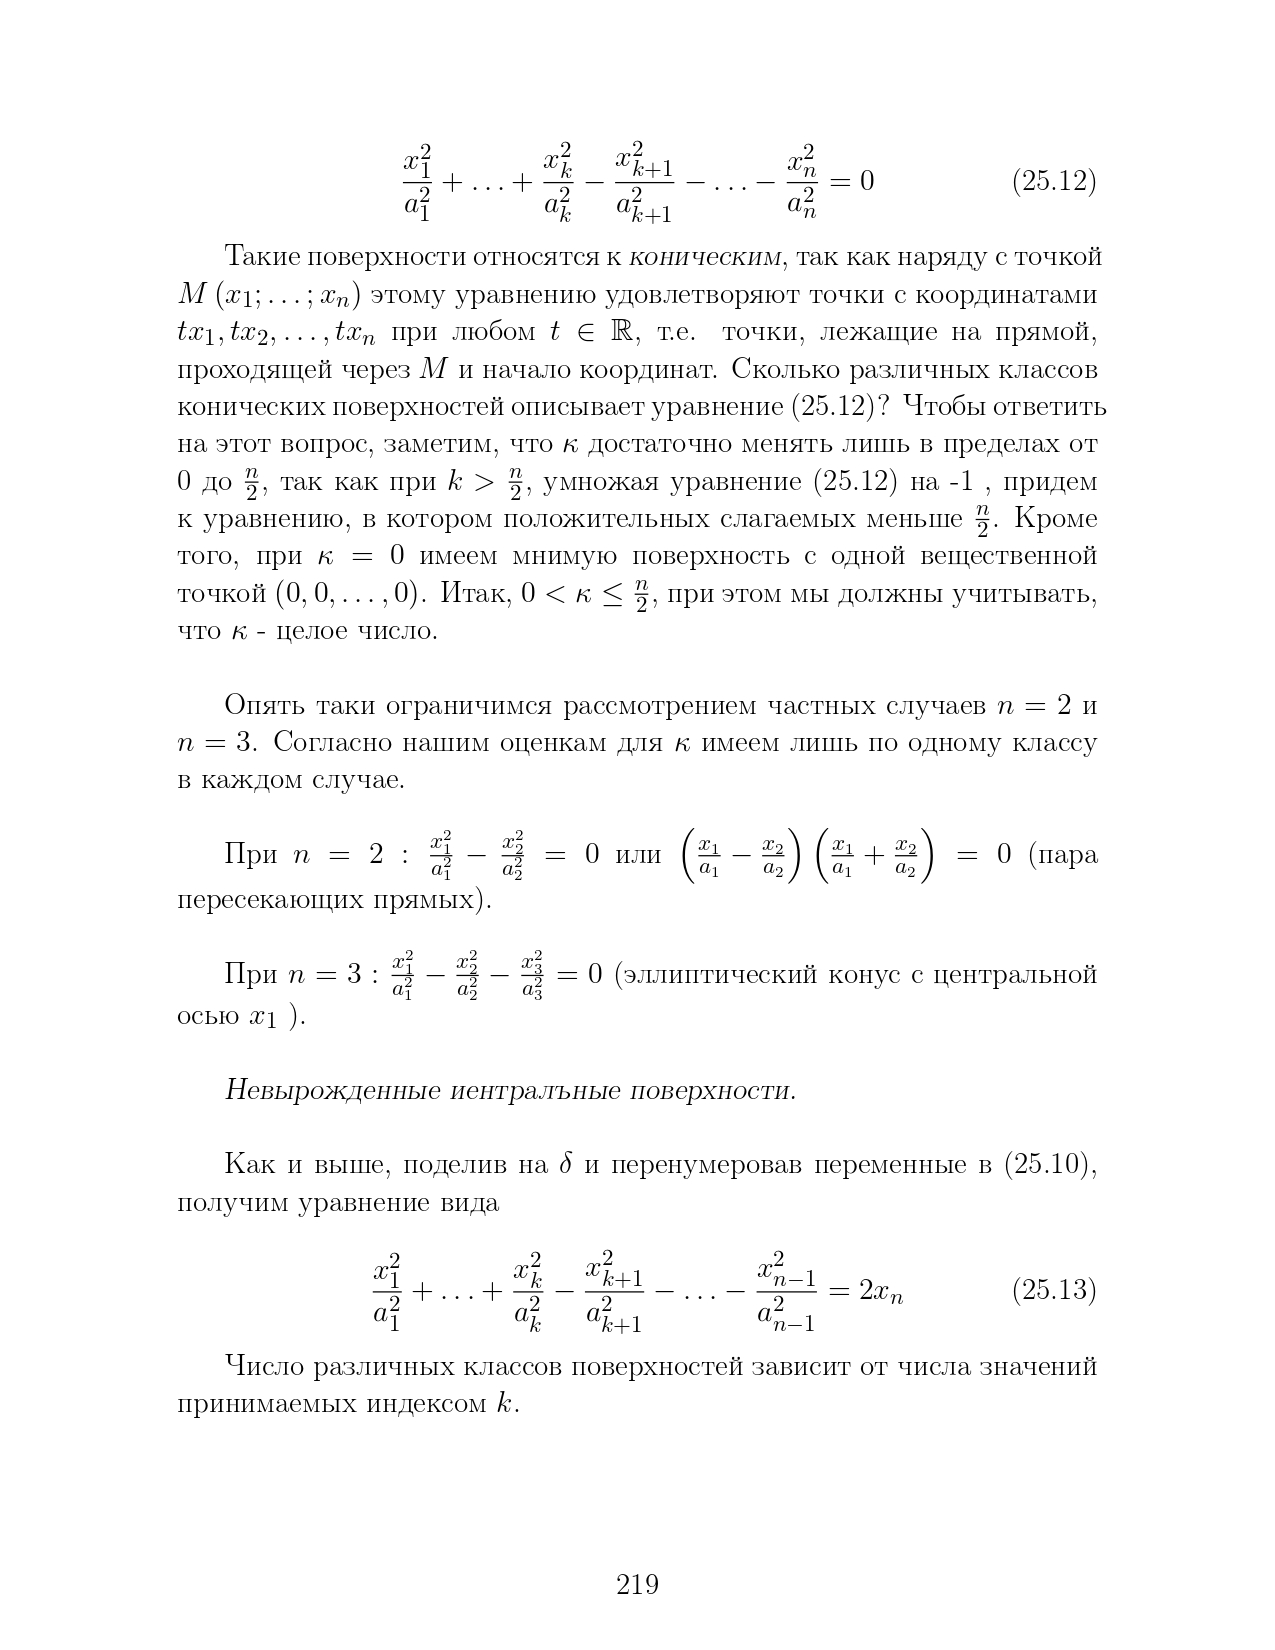 \frac{x_1^2}{a_1^2} + \ldots + \frac{x_k^2}{a_k^2} - \frac{x_{k+1}^2}{a_{k+1}^2} - \ldots - \frac{x_n^2}{a_n^2} = 0 (25.12)
Такие поверхности относятся к коническим, так как наряду с точкой
M (x_1; \ldots; x_n) этому уравнению удовлетворяют точки с координатами
tx_1, tx_2, \ldots, tx_n при любом t ∈ ℝ, т.е. точки, лежащие на прямой,
проходящей через M и начало координат. Сколько различных классов
конических поверхностей описывает уравнение (25.12)? Чтобы ответить
на этот вопрос, заметим, что κ достаточно менять лишь в пределах от
0 до \frac{n}{2}, так как при k > \frac{n}{2}, умножая уравнение (25.12) на -1 , придем
к уравнению, в котором положительных слагаемых меньше \frac{n}{2}. Кроме
того, при κ = 0 имеем мнимую поверхность с одной вещественной
точкой (0, 0, \ldots, 0). Итак, 0 < κ ≤ \frac{n}{2}, при этом мы должны учитывать,
что κ - целое число.
Опять таки ограничимся рассмотрением частных случаев n = 2 и
n = 3. Согласно нашим оценкам для κ имеем лишь по одному классу
в каждом случае.
При n = 2 : \frac{x_1^2}{a_1^2} - \frac{x_2^2}{a_2^2} = 0 или \left(\frac{x_1}{a_1} - \frac{x_2}{a_2}\right)\left(\frac{x_1}{a_1} + \frac{x_2}{a_2}\right) = 0 (пара
пересекающих прямых).
При n = 3 : \frac{x_1^2}{a_1^2} - \frac{x_2^2}{a_2^2} - \frac{x_3^2}{a_3^2} = 0 (эллиптический конус с центральной
осью x_1 ).
Невырожденные иентралъные поверхности.
Как и выше, поделив на δ и перенумеровав переменные в (25.10),
получим уравнение вида
\frac{x_1^2}{a_1^2} + \ldots + \frac{x_k^2}{a_k^2} - \frac{x_{k+1}^2}{a_{k+1}^2} - \ldots - \frac{x_{n-1}^2}{a_{n-1}^2} = 2x_n (25.13)
Число различных классов поверхностей зависит от числа значений
принимаемых индексом k.
219